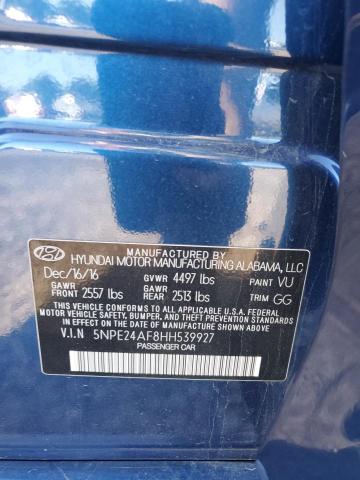 MANUFACTURED BY
HYUNDAI MOTOR MANUFACTURING ALABAMA, LLC
Dec/16/16 GVWR 4497 lbs PAINT VU
GAWR FRONT 2557 lbs GAWR REAR 2513 lbs TRIM GG
THIS VEHICLE CONFORMS TO ALL APPLICABLE U.S.A. FEDERAL
MOTOR VEHICLE SAFETY, BUMPER, AND THEFT PREVENTION
STANDARDS IN EFFECT ON THE DATE OF MANUFACTURE SHOWN ABOVE.
V.I.N 5NPE24AF8HH539927
PASSENGER CAR